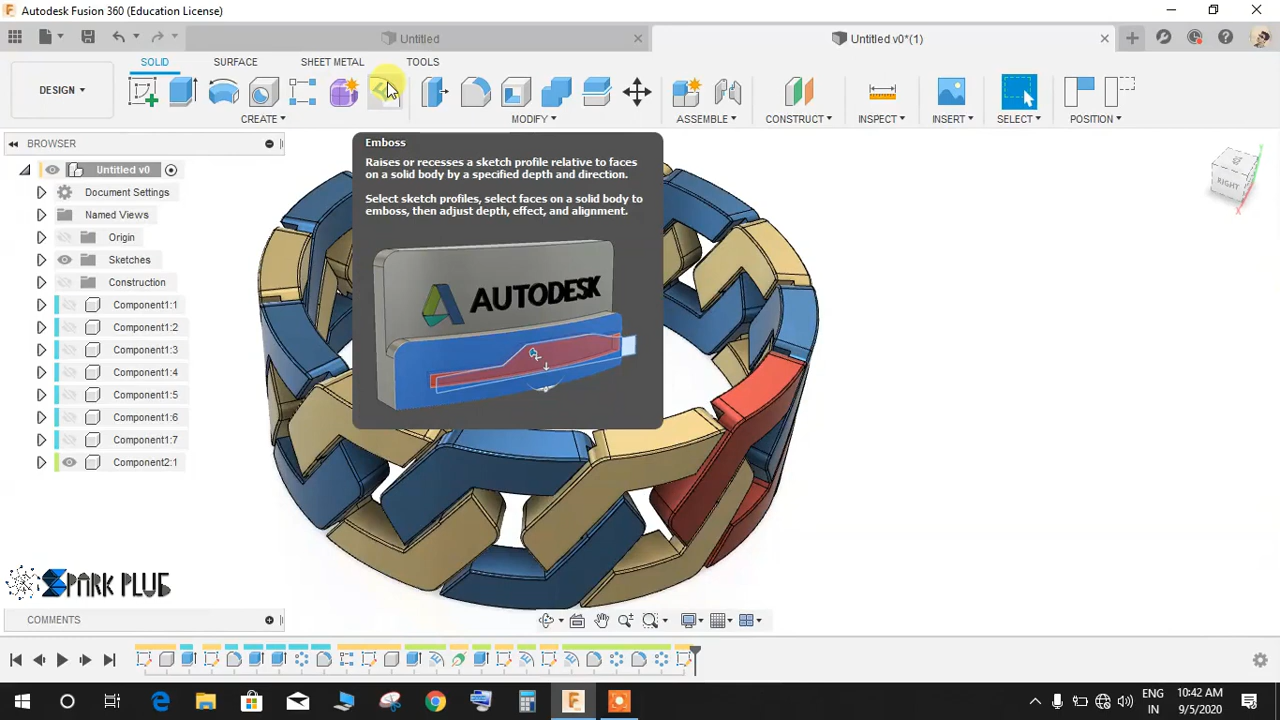 Autodesk Fusion 360 (Education License)
Untitled
Untitled v0*(1)
SOLID
SURFACE
SHEET METAL
TOOLS
DESIGN
CREATE
MODIFY
ASSEMBLE
CONSTRUCT
INSPECT
INSERT
SELECT
POSITION
BROWSER
Untitled v0
Document Settings
Named Views
Origin
Sketches
Construction
Component1:1
Component1:2
Component1:3
Component1:4
Component1:5
Component1:6
Component1:7
Component2:1
Emboss
Raises or recesses a sketch profile relative to faces
on a solid body by a specified depth and direction.
Select sketch profiles, select faces on a solid body to
emboss, then adjust depth, effect, and alignment.
AUTODESK
RIGHT
SPARK PLUG
COMMENTS
ENG
IN
10:42 AM
9/5/2020